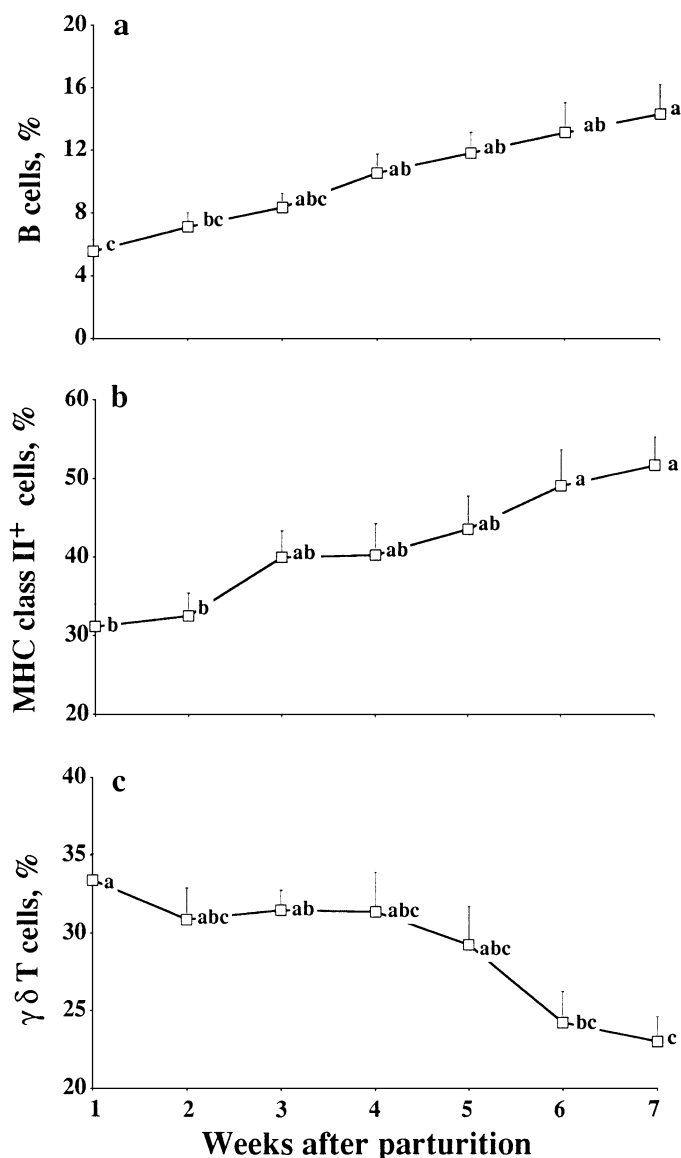 a
B cells, %
20
16
12
8
4
0
c
bc
abc
ab
ab
ab
a
b
MHC class II+ cells, %
60
50
40
30
20
b
b
ab
ab
ab
a
a
c
γ δ T cells, %
40
35
30
25
20
a
abc
ab
abc
abc
bc
c
1 2 3 4 5 6 7
Weeks after parturition